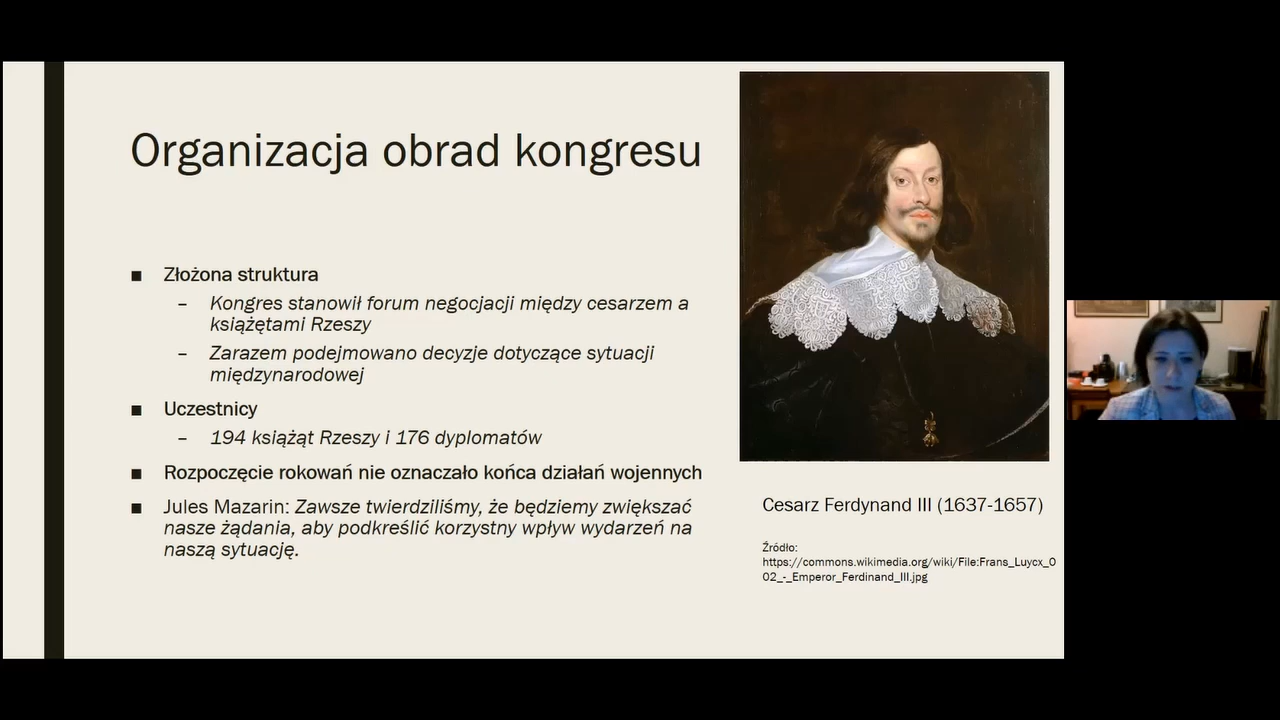 Organizacja obrad kongresu
■ Złożona struktura
– Kongres stanowił forum negocjacji między cesarzem a
książętami Rzeszy
– Zarazem podejmowano decyzje dotyczące sytuacji
międzynarodowej
■ Uczestnicy
– 194 książąt Rzeszy i 176 dyplomatów
■ Rozpoczęcie rokowań nie oznaczało końca działań wojennych
■ Jules Mazarin: Zawsze twierdziliśmy, że będziemy zwiększać
nasze żądania, aby podkreślić korzystny wpływ wydarzeń na
naszą sytuację.
Cesarz Ferdynand III (1637-1657)
Źródło:
https://commons.wikimedia.org/wiki/File:Frans_Luycx_0
02_-_Emperor_Ferdinand_III.jpg